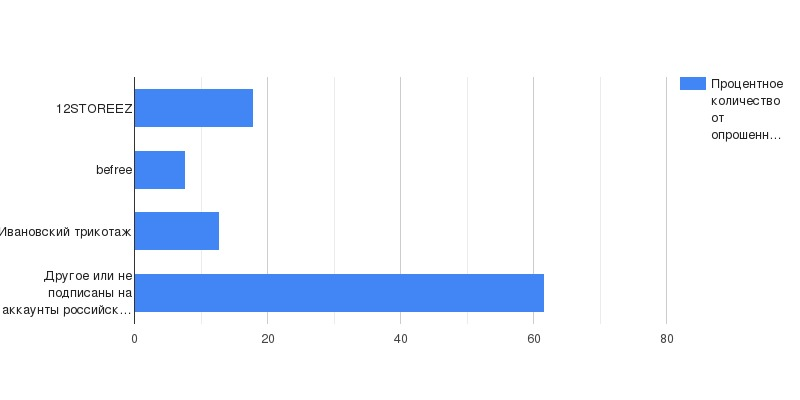 12STOREEZ
befree
Ивановский трикотаж
Другое или не
подписаны на
аккаунты российск...
0 20 40 60 80
Процентное
количество
от
опрошенн...